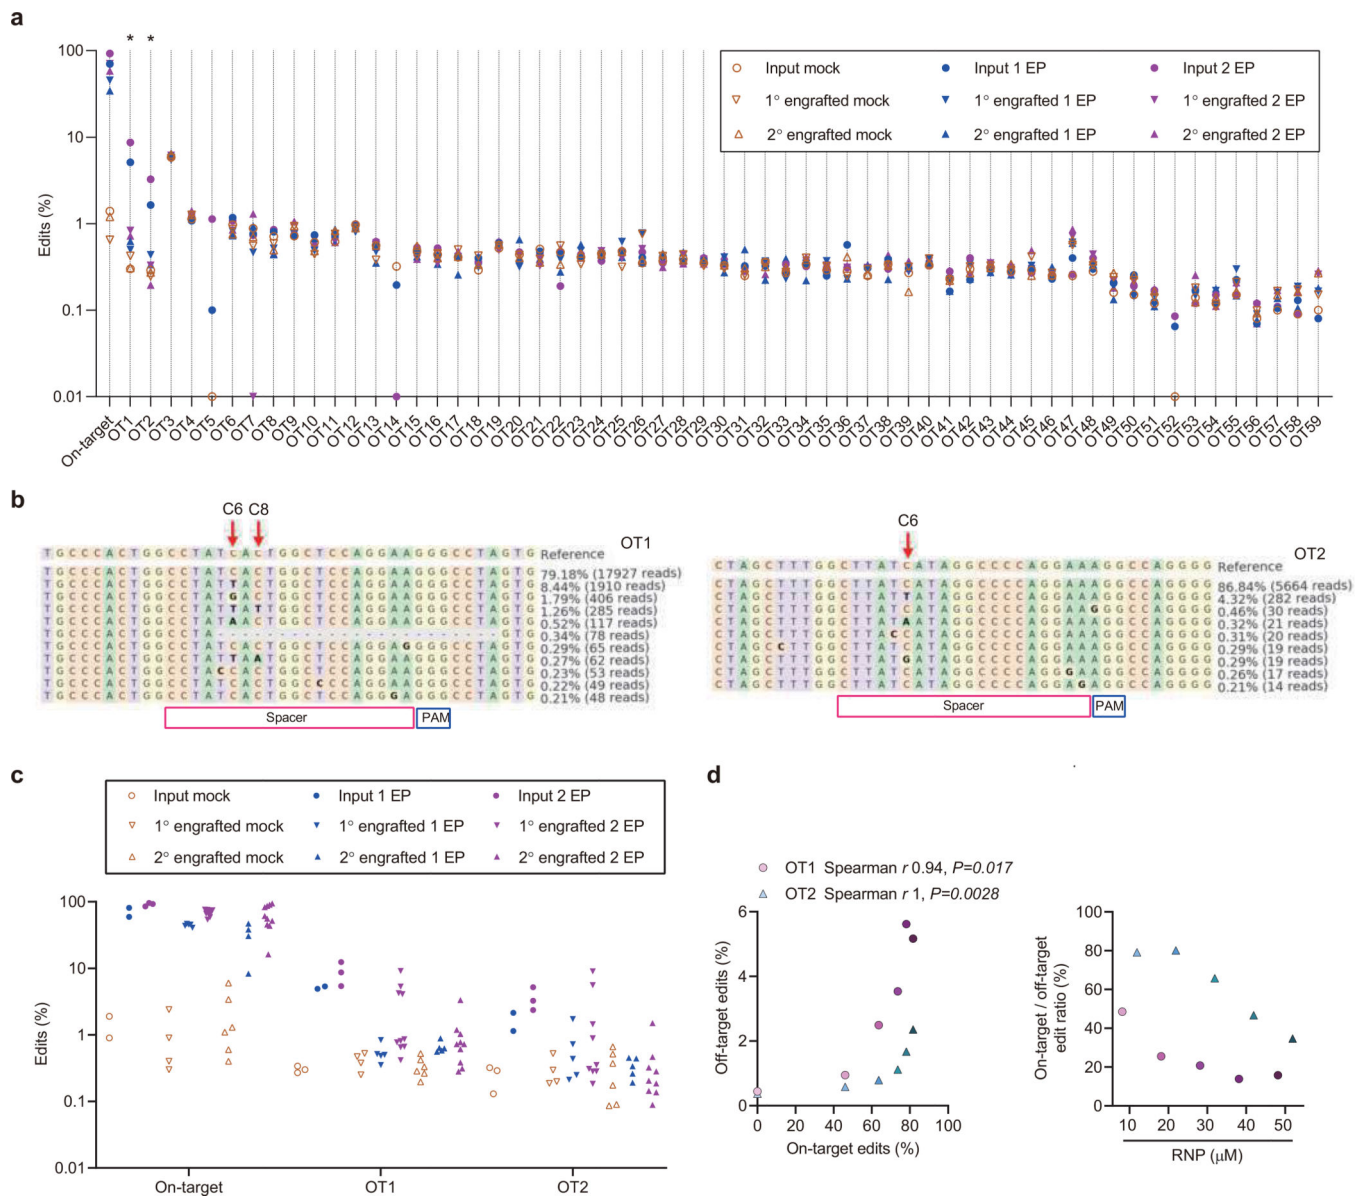 a
* *
100
10
1
0.1
0.01
Edits (%)
Input mock
Input 1 EP
Input 2 EP
1° engrafted mock
1° engrafted 1 EP
1° engrafted 2 EP
2° engrafted mock
2° engrafted 1 EP
2° engrafted 2 EP
On-target OT1 OT2 OT3 OT4 OT5 OT6 OT7 OT8 OT9 OT10 OT11 OT12 OT13 OT14 OT15 OT16 OT17 OT18 OT19 OT20 OT21 OT22 OT23 OT24 OT25 OT26 OT27 OT28 OT29 OT30 OT31 OT32 OT33 OT34 OT35 OT36 OT37 OT38 OT39 OT40 OT41 OT42 OT43 OT44 OT45 OT46 OT47 OT48 OT49 OT50 OT51 OT52 OT53 OT54 OT55 OT56 OT57 OT58 OT59
b
C6 C8
OT1
T G C C C A C T G G C C T A T C A C T G G C T C C A G G A A G G G C C T A G T G Reference
T G C C C A C T G G C C T A T C A C T G G C T C C A G G A A G G G C C T A G T G 79.18% (17927 reads)
T G C C C A C T G G C C T A T T A C T G G C T C C A G G A A G G G C C T A G T G 8.44% (1910 reads)
T G C C C A C T G G C C T A T G A C T G G C T C C A G G A A G G G C C T A G T G 1.79% (406 reads)
T G C C C A C T G G C C T A T T A T T G G C T C C A G G A A G G G C C T A G T G 1.26% (285 reads)
T G C C C A C T G G C C T A T A A C T G G C T C C A G G A A G G G C C T A G T G 0.52% (117 reads)
T G C C C A C T G G C C T A - - - - - - - - - - - - - - - - - - - - - - - G T G 0.34% (78 reads)
T G C C C A C T G G C C T A T C A C T G G C T C C A G G A G G G G C C T A G T G 0.29% (65 reads)
T G C C C A C T G G C C T A T T A A T G G C T C C A G G A A G G G C C T A G T G 0.27% (62 reads)
T G C C C A C T G G C C T A C C A C T G G C T C C A G G A A G G G C C T A G T G 0.23% (53 reads)
T G C C C A C T G G C C T A T C A C T G G C C C C A G G A A G G G C C T A G T G 0.22% (49 reads)
T G C C C A C T G G C C T A T C A C T G G C T C C A G G G A G G G C C T A G T G 0.21% (48 reads)
Spacer PAM
C6
OT2
C T A G C T T T G G C T T A T C A T A G G C C C C A G G A A A G G C C A G G G G Reference
C T A G C T T T G G C T T A T C A T A G G C C C C A G G A A A G G C C A G G G G 86.84% (5664 reads)
C T A G C T T T G G C T T A T T A T A G G C C C C A G G A A A G G C C A G G G G 4.32% (282 reads)
C T A G C T T T G G C T T A T C A T A G G C C C C A G G A A G G G C C A G G G G 0.46% (30 reads)
C T A G C T T T G G C T T A T A A T A G G C C C C A G G A A A G G C C A G G G G 0.32% (21 reads)
C T A G C T T T G G C T T A C C A T A G G C C C C A G G A A A G G C C A G G G G 0.31% (20 reads)
C T A G C C T T G G C T T A T C A T A G G C C C C A G G A A A G G C C A G G G G 0.29% (19 reads)
C T A G C T T T G G C T T A T G A T A G G C C C C A G G A A A G G C C A G G G G 0.29% (19 reads)
C T A G C T T T G G C T T A T C A T A G G C C C C A G G G A A G G C C A G G G G 0.26% (17 reads)
C T A G C T T T G G C T T A T C A T A G G C C C C A G G A G A G G C C A G G G G 0.21% (14 reads)
Spacer PAM
c
Input mock
Input 1 EP
Input 2 EP
1° engrafted mock
1° engrafted 1 EP
1° engrafted 2 EP
2° engrafted mock
2° engrafted 1 EP
2° engrafted 2 EP
100
10
1
0.1
0.01
Edits (%)
On-target OT1 OT2
d
OT1 Spearman r 0.94, P=0.017
OT2 Spearman r 1, P=0.0028
6
4
2
0
Off-target edits (%)
0 20 40 60 80 100
On-target edits (%)
100
80
60
40
20
0
On-target / off-target
edit ratio (%)
10 20 30 40 50
RNP (μM)